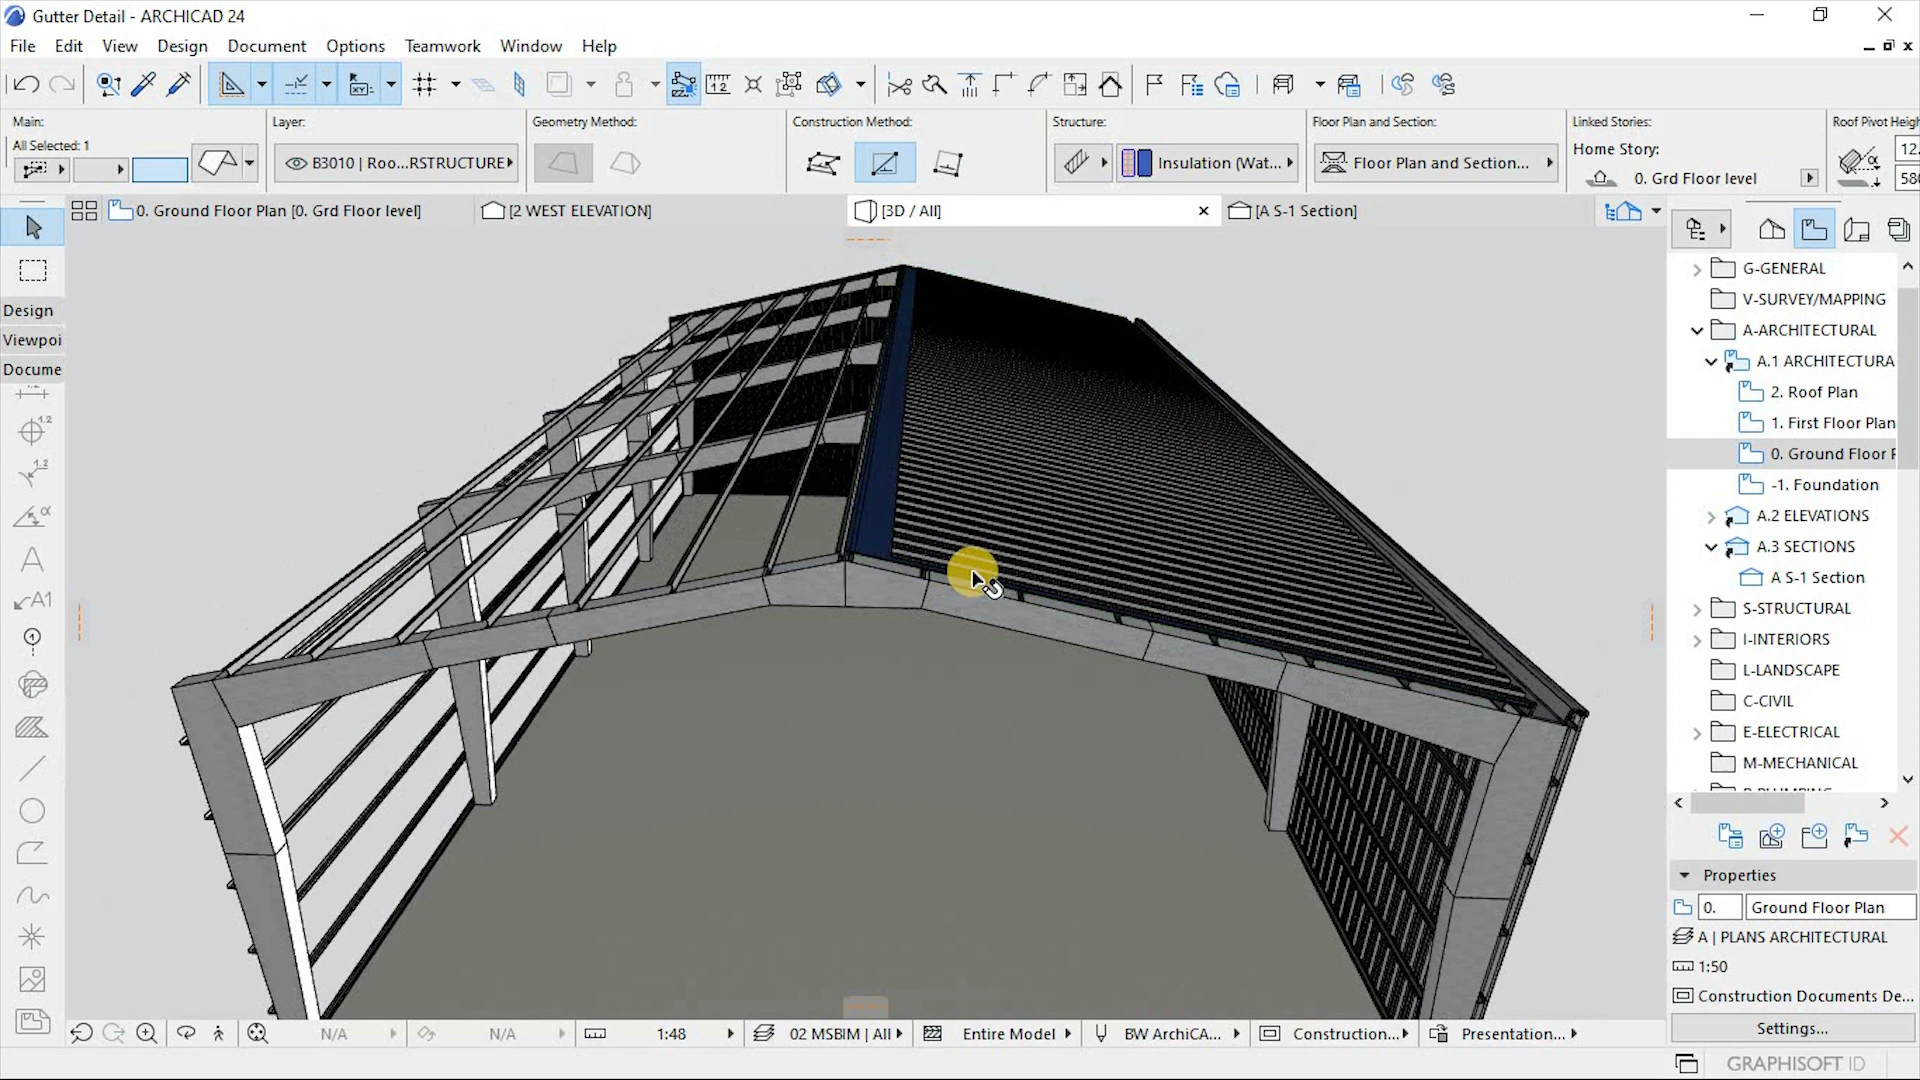 Gutter Detail - ARCHICAD 24
File Edit View Design Document Options Teamwork Window Help
Main: Layer: Geometry Method: Construction Method: Structure: Floor Plan and Section: Linked Stories: Roof Pivot Heigh
All Selected: 1
B3010 | Roo...RSTRUCTURE
Insulation (Wat...
Floor Plan and Section...
Home Story:
0. Grd Floor level
12.
580
0. Ground Floor Plan [0. Grd Floor level]
[2 WEST ELEVATION]
[3D / All]
[A S-1 Section]
Design
Viewpoi
Docume
G-GENERAL
V-SURVEY/MAPPING
A-ARCHITECTURAL
A.1 ARCHITECTURA
2. Roof Plan
1. First Floor Plan
0. Ground Floor F
-1. Foundation
A.2 ELEVATIONS
A.3 SECTIONS
A S-1 Section
S-STRUCTURAL
I-INTERIORS
L-LANDSCAPE
C-CIVIL
E-ELECTRICAL
M-MECHANICAL
Properties
0. Ground Floor Plan
A | PLANS ARCHITECTURAL
1:50
Construction Documents De...
Settings...
N/A N/A 1:48 02 MSBIM | All Entire Model BW ArchiCA... Construction... Presentation...
GRAPHISOFT ID